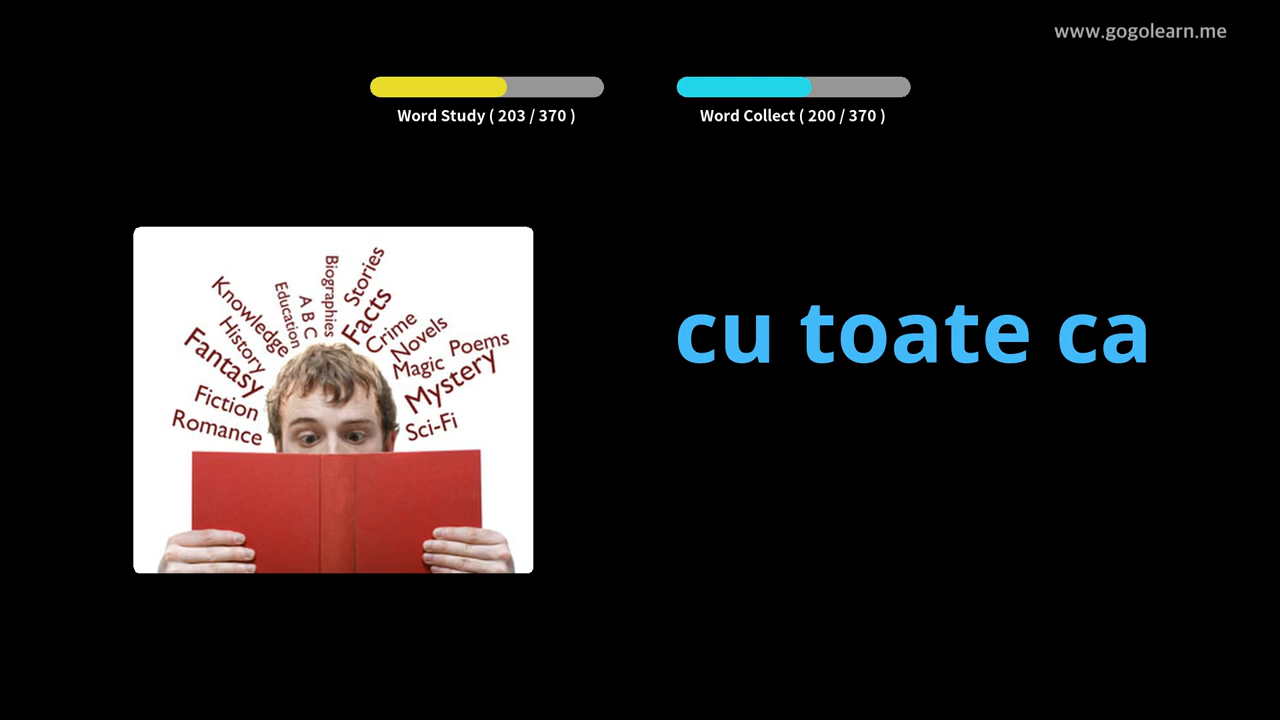 www.gogolearn.me
Word Study ( 203 / 370 )
Word Collect ( 200 / 370 )
cu toate ca
Knowledge
Education
A B C
Biographies
Stories
Facts
History
Crime
Novels
Fantasy
Magic
Poems
Mystery
Fiction
Romance
Sci-Fi